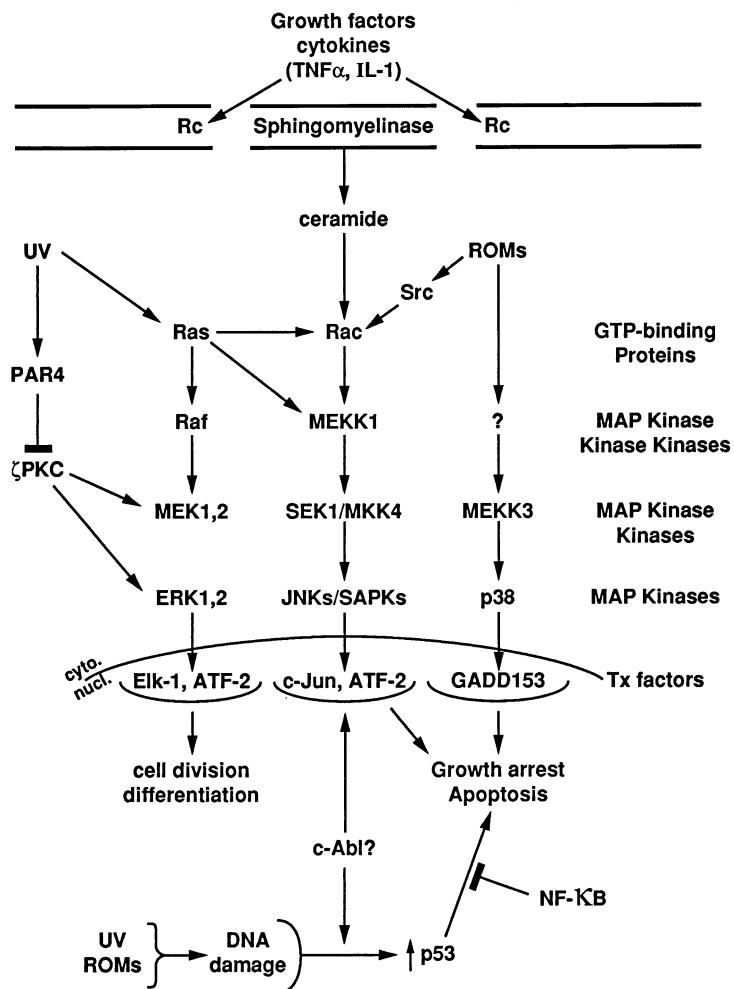 Growth factors
cytokines
(TNFα, IL-1)
Rc
Sphingomyelinase
Rc
ceramide
UV
ROMs
Src
Ras
Rac
GTP-binding
Proteins
PAR4
Raf
MEKK1
?
MAP Kinase
Kinase Kinases
ζPKC
MEK1,2
SEK1/MKK4
MEKK3
MAP Kinase
Kinases
ERK1,2
JNKs/SAPKs
p38
MAP Kinases
cyto.
nucl.
Elk-1, ATF-2
c-Jun, ATF-2
GADD153
Tx factors
cell division
differentiation
Growth arrest
Apoptosis
c-Abl?
NF-κB
UV
ROMs
DNA
damage
p53